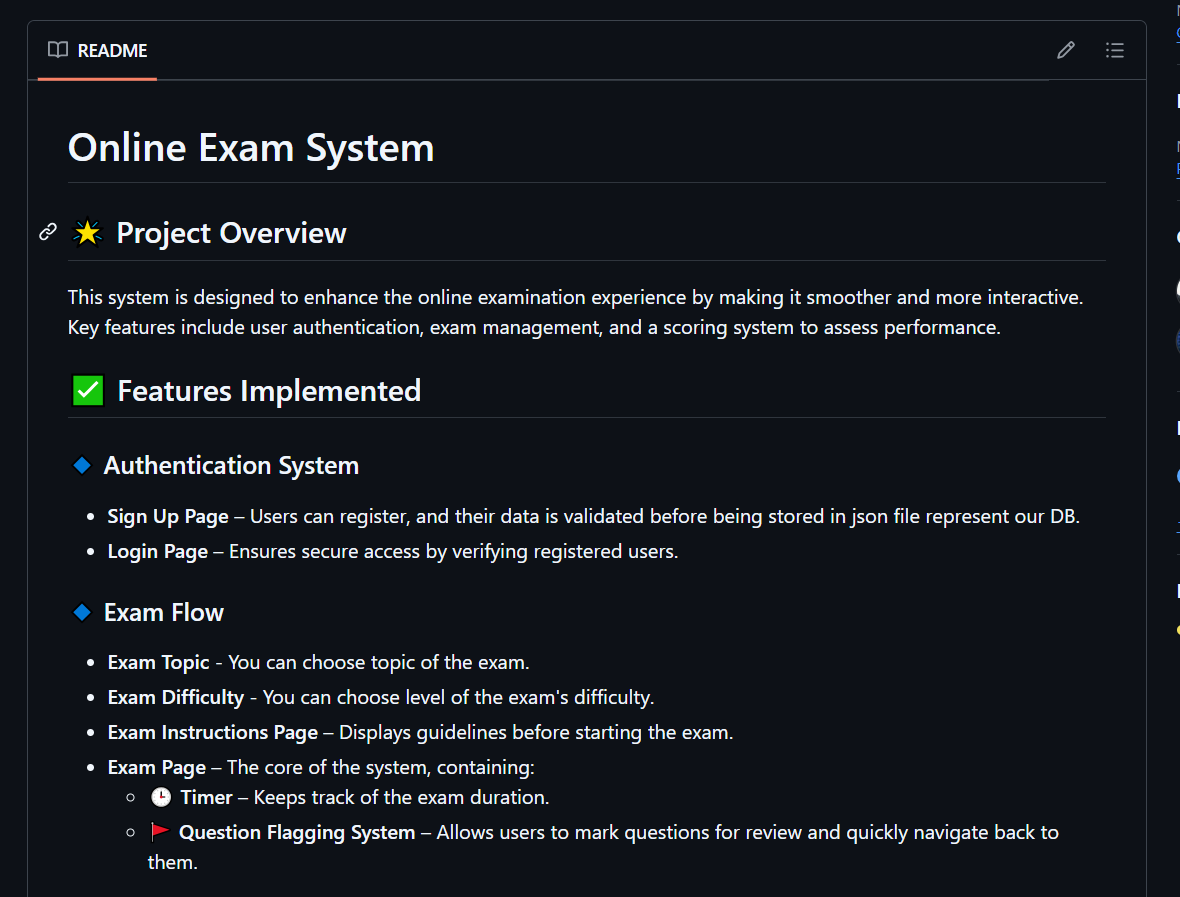 README
Online Exam System
🌟 Project Overview
This system is designed to enhance the online examination experience by making it smoother and more interactive.
Key features include user authentication, exam management, and a scoring system to assess performance.
✅ Features Implemented
🔹 Authentication System
• Sign Up Page – Users can register, and their data is validated before being stored in json file represent our DB.
• Login Page – Ensures secure access by verifying registered users.
🔹 Exam Flow
• Exam Topic - You can choose topic of the exam.
• Exam Difficulty - You can choose level of the exam's difficulty.
• Exam Instructions Page – Displays guidelines before starting the exam.
• Exam Page – The core of the system, containing:
○ 🕒 Timer – Keeps track of the exam duration.
○ 🚩 Question Flagging System – Allows users to mark questions for review and quickly navigate back to
them.